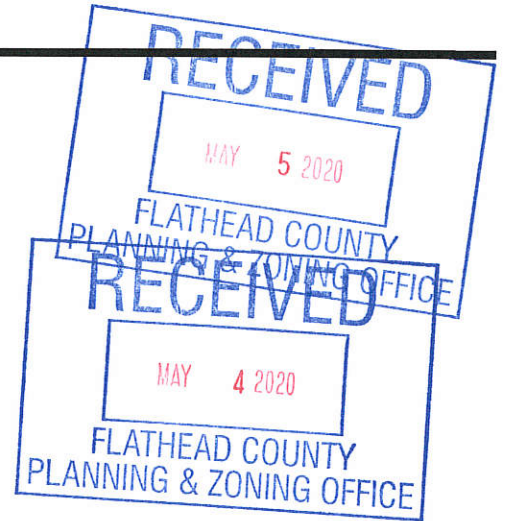 RECEIVED
MAY 5 2020
FLATHEAD COUNTY
PLANNING & ZONING OFFICE
RECEIVED
MAY 4 2020
FLATHEAD COUNTY
PLANNING & ZONING OFFICE